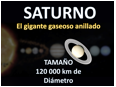 SATURNO
El gigante gaseoso anillado
TAMAÑO
120 000 km de
Diámetro